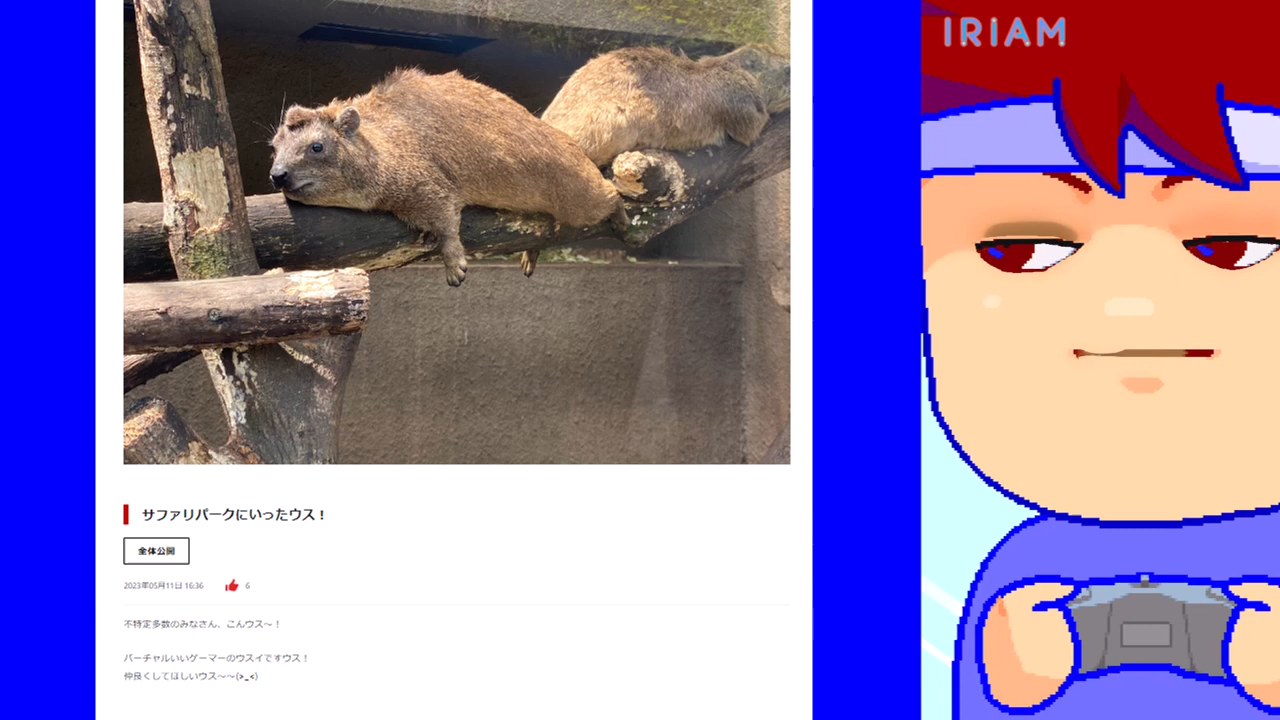 IRIAM
サファリパークにいったウス！
全体公開
2023年05月11日 16:36 6
不特定多数のみなさん、こんウス～！
バーチャルいいゲーマーのウスイですウス！
仲良くしてほしいウス～～(>_<)